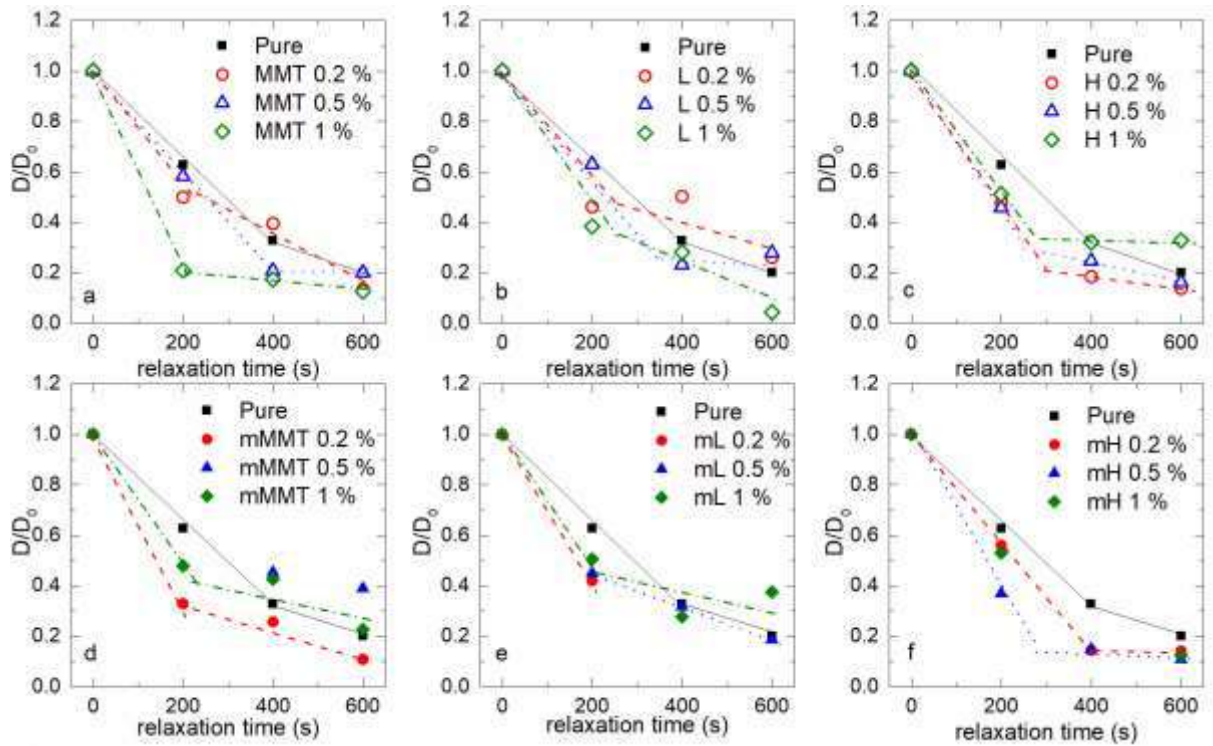 1.2
1.0
0.8
0.6
0.4
0.2
0.0
D/D0
Pure
MMT 0.2 %
MMT 0.5 %
MMT 1 %
a
0 200 400 600
relaxation time (s)
1.2
1.0
0.8
0.6
0.4
0.2
0.0
D/D0
Pure
L 0.2 %
L 0.5 %
L 1 %
b
0 200 400 600
relaxation time (s)
1.2
1.0
0.8
0.6
0.4
0.2
0.0
D/D0
Pure
H 0.2 %
H 0.5 %
H 1 %
c
0 200 400 600
relaxation time (s)
1.2
1.0
0.8
0.6
0.4
0.2
0.0
D/D0
Pure
mMMT 0.2 %
mMMT 0.5 %
mMMT 1 %
d
0 200 400 600
relaxation time (s)
1.2
1.0
0.8
0.6
0.4
0.2
0.0
D/D0
Pure
mL 0.2 %
mL 0.5 %
mL 1 %
e
0 200 400 600
relaxation time (s)
1.2
1.0
0.8
0.6
0.4
0.2
0.0
D/D0
Pure
mH 0.2 %
mH 0.5 %
mH 1 %
f
0 200 400 600
relaxation time (s)